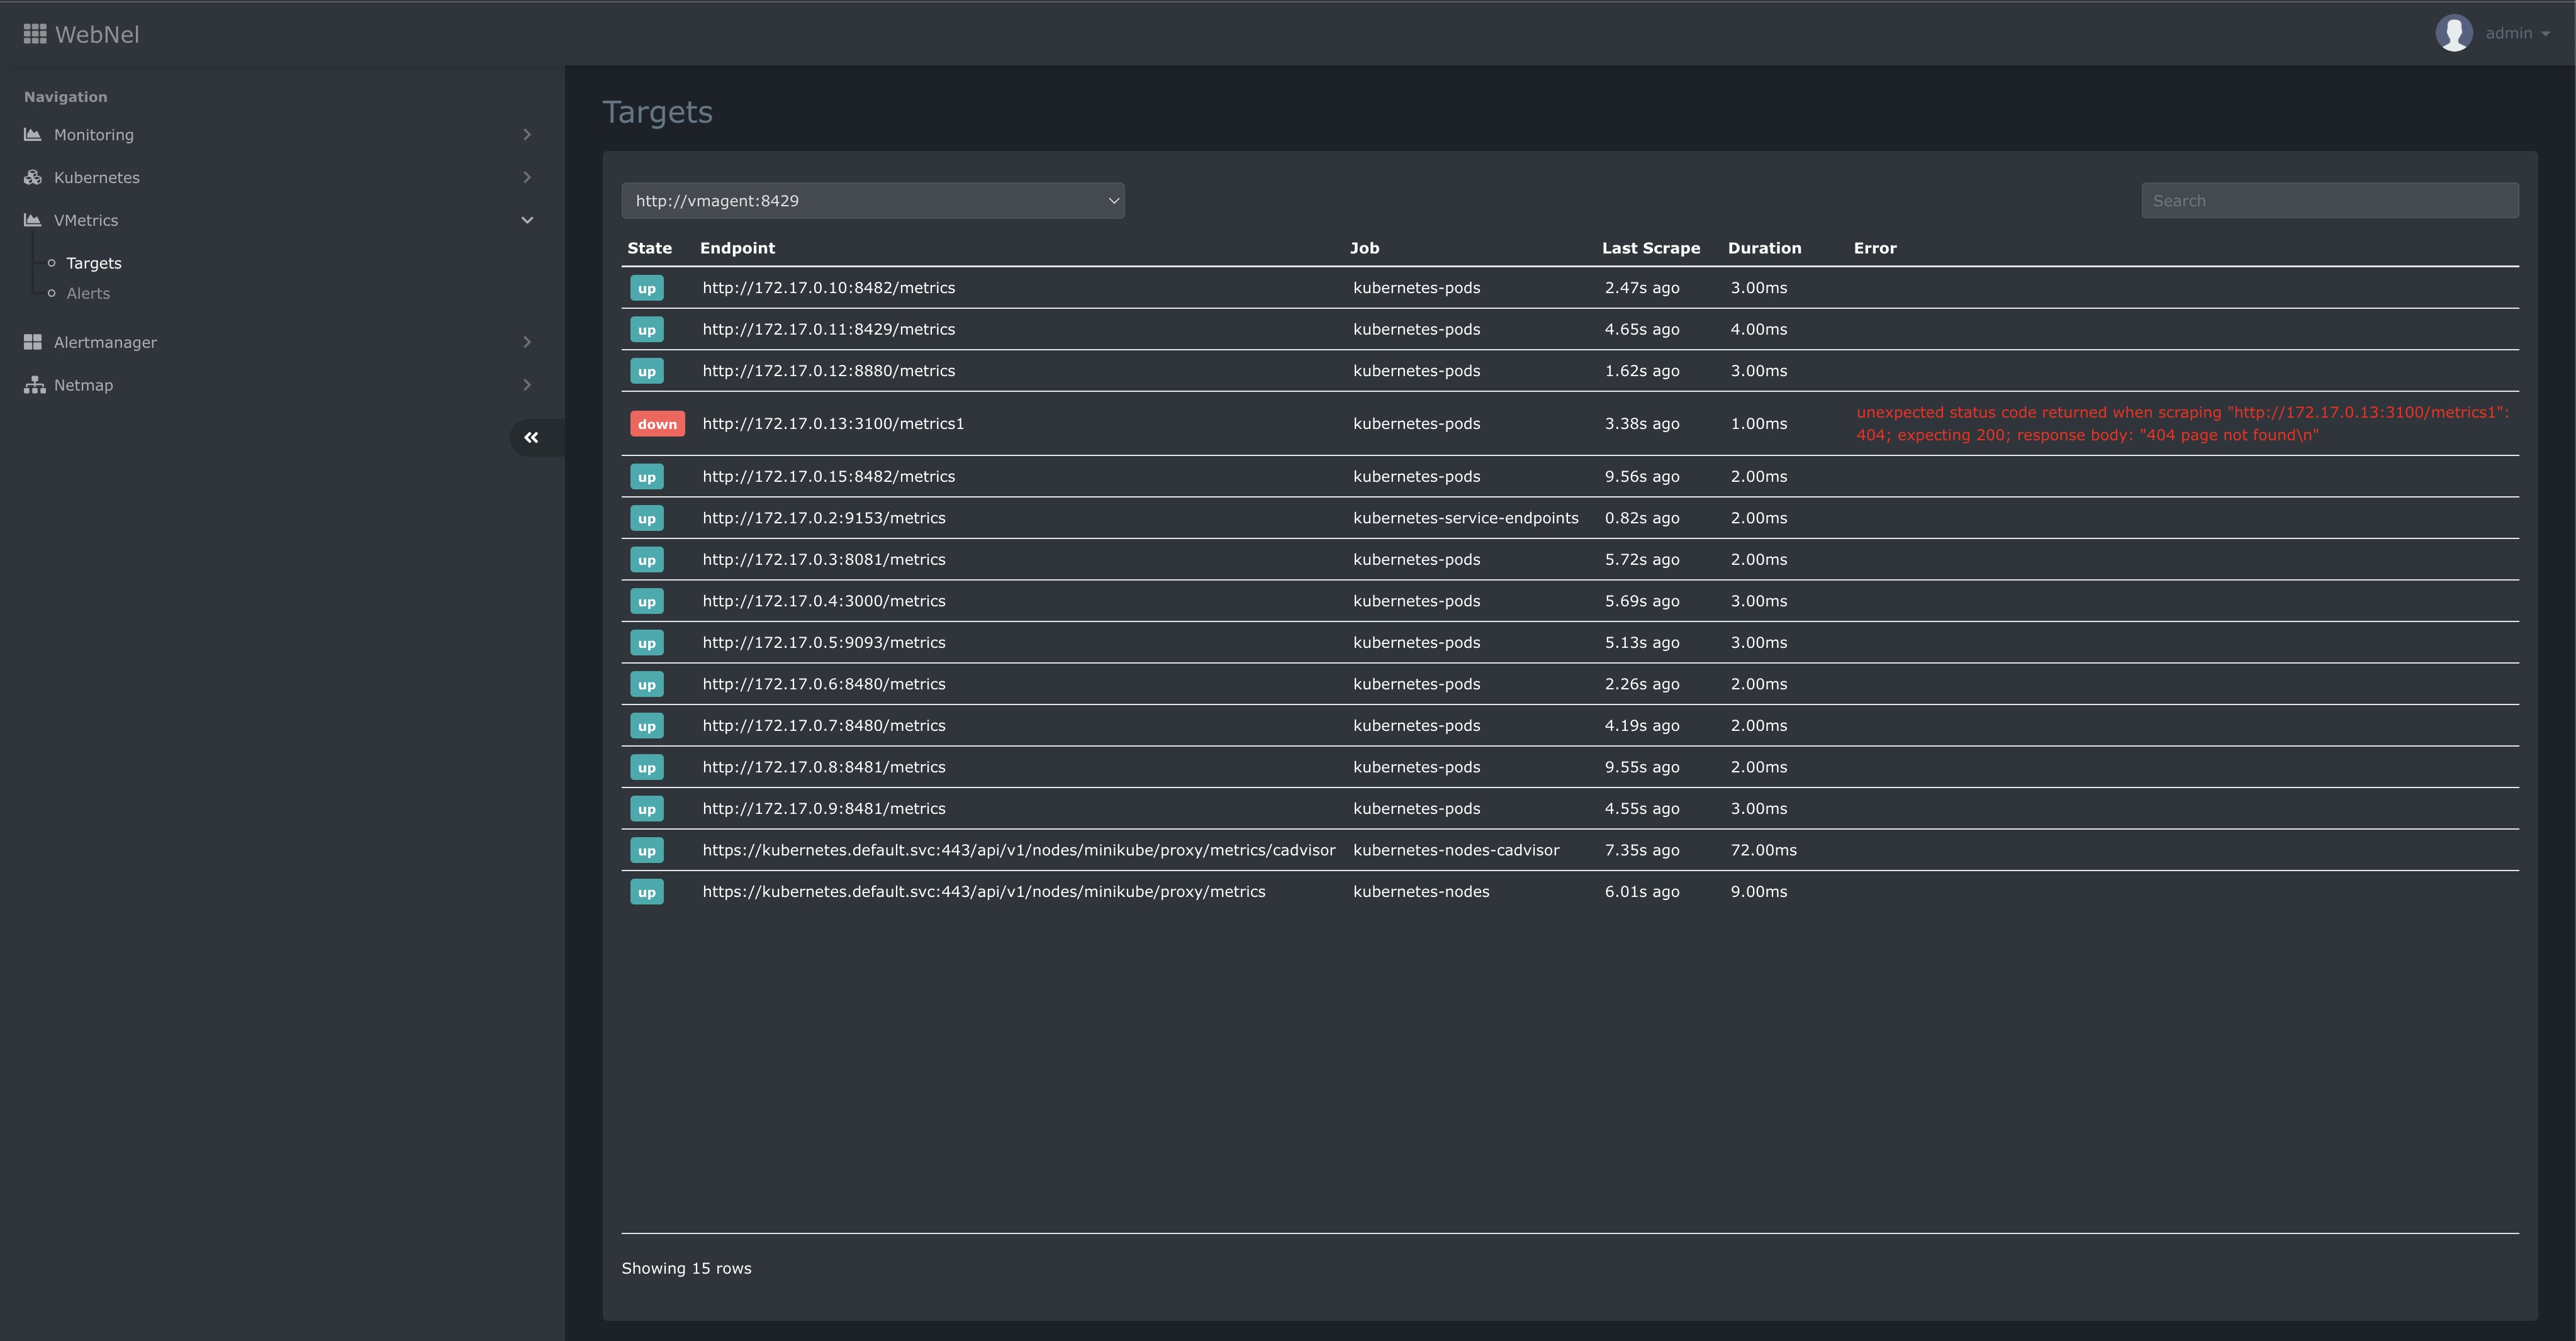 WebNel
admin
Navigation
Monitoring
Kubernetes
VMetrics
Targets
Alerts
Alertmanager
Netmap
Targets
http://vmagent:8429
Search
State Endpoint Job Last Scrape Duration Error
up http://172.17.0.10:8482/metrics kubernetes-pods 2.47s ago 3.00ms
up http://172.17.0.11:8429/metrics kubernetes-pods 4.65s ago 4.00ms
up http://172.17.0.12:8880/metrics kubernetes-pods 1.62s ago 3.00ms
down http://172.17.0.13:3100/metrics1 kubernetes-pods 3.38s ago 1.00ms unexpected status code returned when scraping "http://172.17.0.13:3100/metrics1":
404; expecting 200; response body: "404 page not found\n"
up http://172.17.0.15:8482/metrics kubernetes-pods 9.56s ago 2.00ms
up http://172.17.0.2:9153/metrics kubernetes-service-endpoints 0.82s ago 2.00ms
up http://172.17.0.3:8081/metrics kubernetes-pods 5.72s ago 2.00ms
up http://172.17.0.4:3000/metrics kubernetes-pods 5.69s ago 3.00ms
up http://172.17.0.5:9093/metrics kubernetes-pods 5.13s ago 3.00ms
up http://172.17.0.6:8480/metrics kubernetes-pods 2.26s ago 2.00ms
up http://172.17.0.7:8480/metrics kubernetes-pods 4.19s ago 2.00ms
up http://172.17.0.8:8481/metrics kubernetes-pods 9.55s ago 2.00ms
up http://172.17.0.9:8481/metrics kubernetes-pods 4.55s ago 3.00ms
up https://kubernetes.default.svc:443/api/v1/nodes/minikube/proxy/metrics/cadvisor kubernetes-nodes-cadvisor 7.35s ago 72.00ms
up https://kubernetes.default.svc:443/api/v1/nodes/minikube/proxy/metrics kubernetes-nodes 6.01s ago 9.00ms
Showing 15 rows